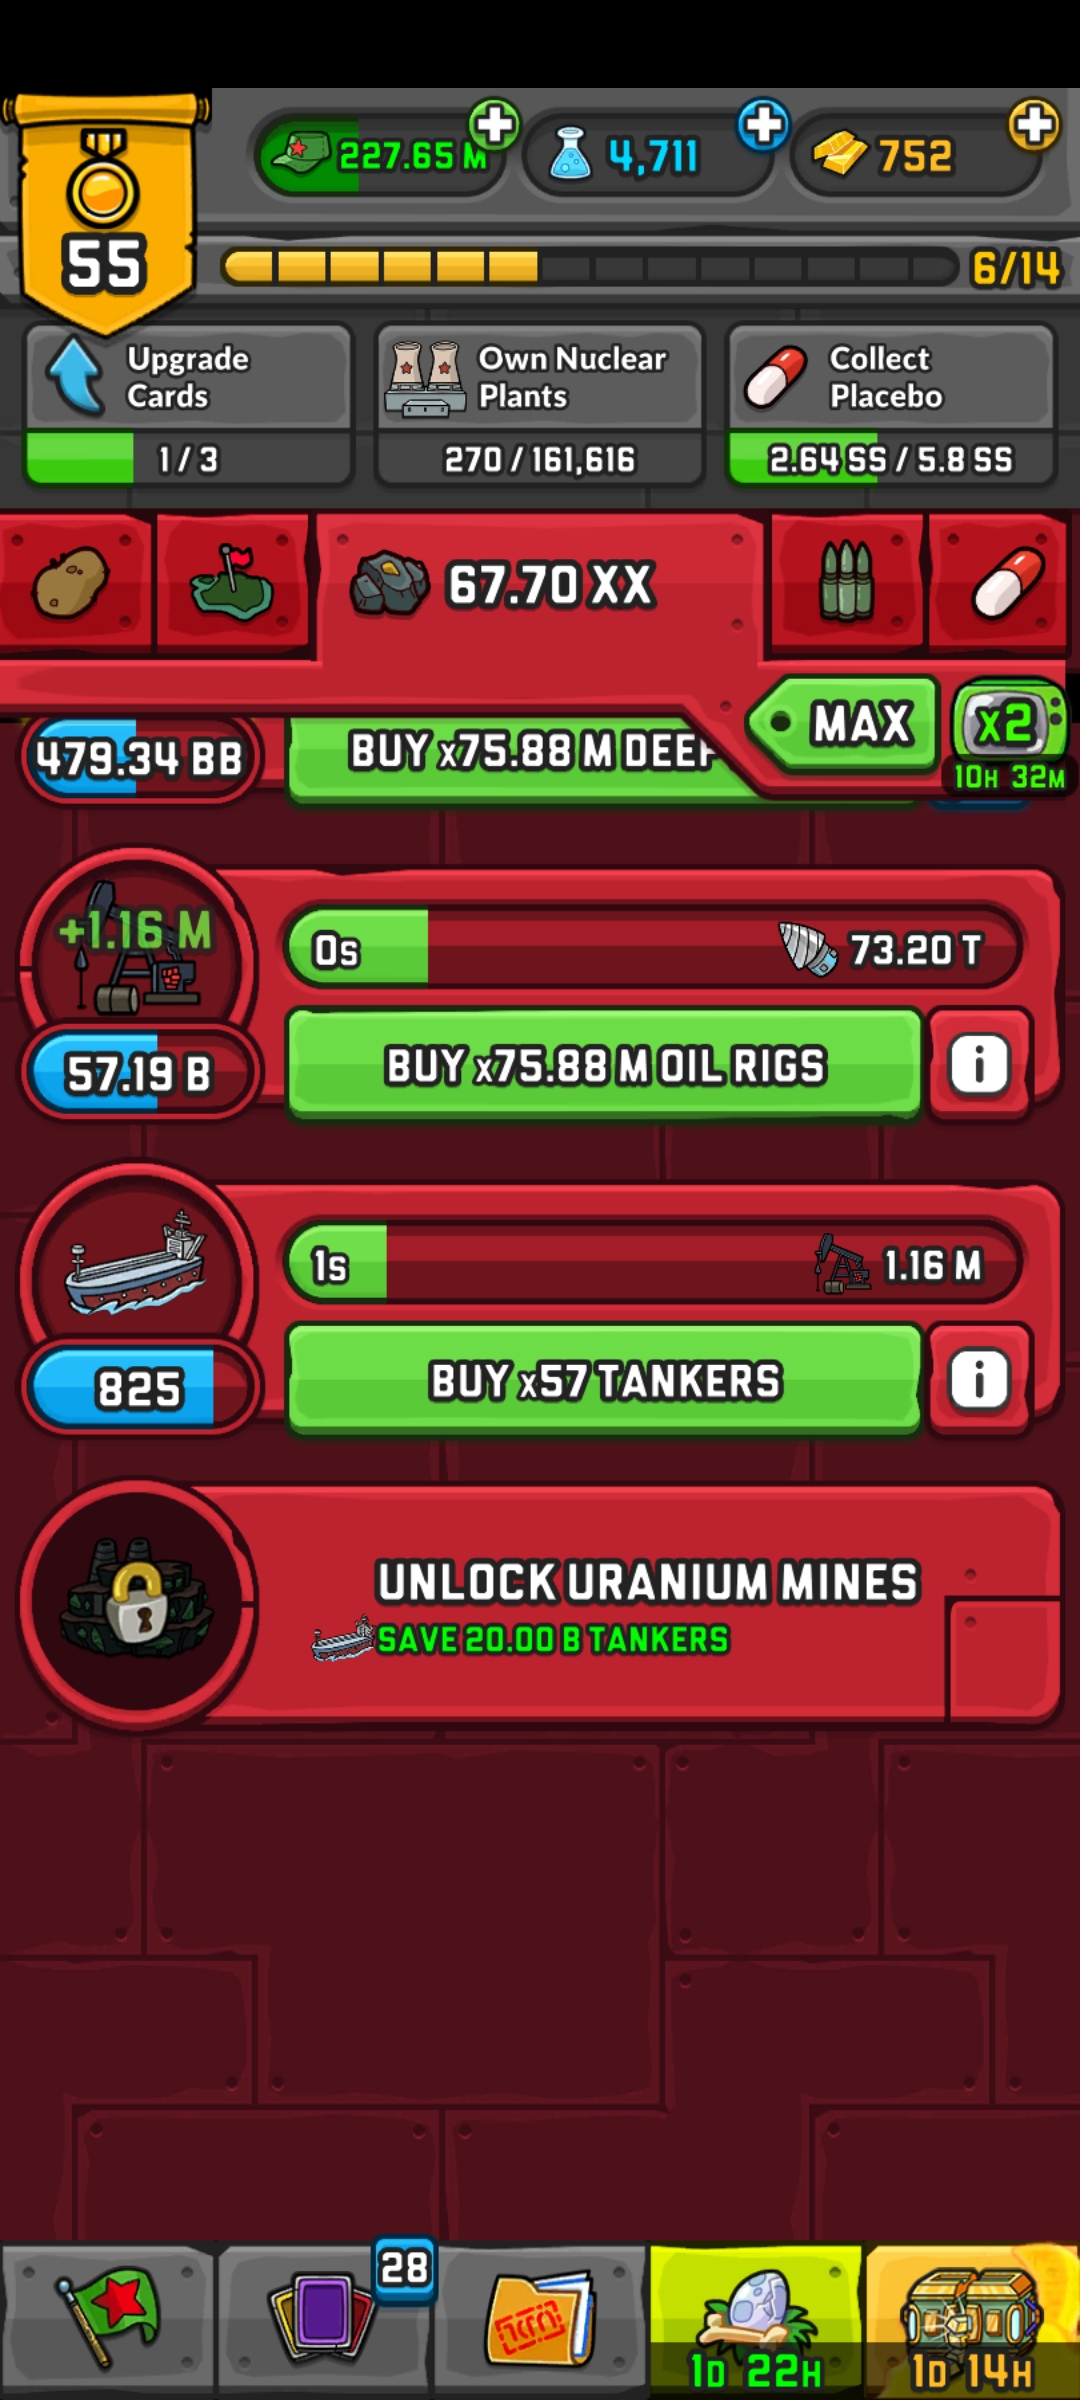 227.65 M
4,711
752
55
6/14
Upgrade
Cards
1 / 3
Own Nuclear
Plants
270 / 161,616
Collect
Placebo
2.64 SS / 5.8 SS
67.70 XX
MAX
x2
10H 32M
479.34 BB
BUY x75.88 M DEEP
+1.16 M
0s
73.20 T
57.19 B
BUY x75.88 M OIL RIGS
i
1s
1.16 M
825
BUY x57 TANKERS
i
UNLOCK URANIUM MINES
SAVE 20.00 B TANKERS
28
1D 22H
1D 14H